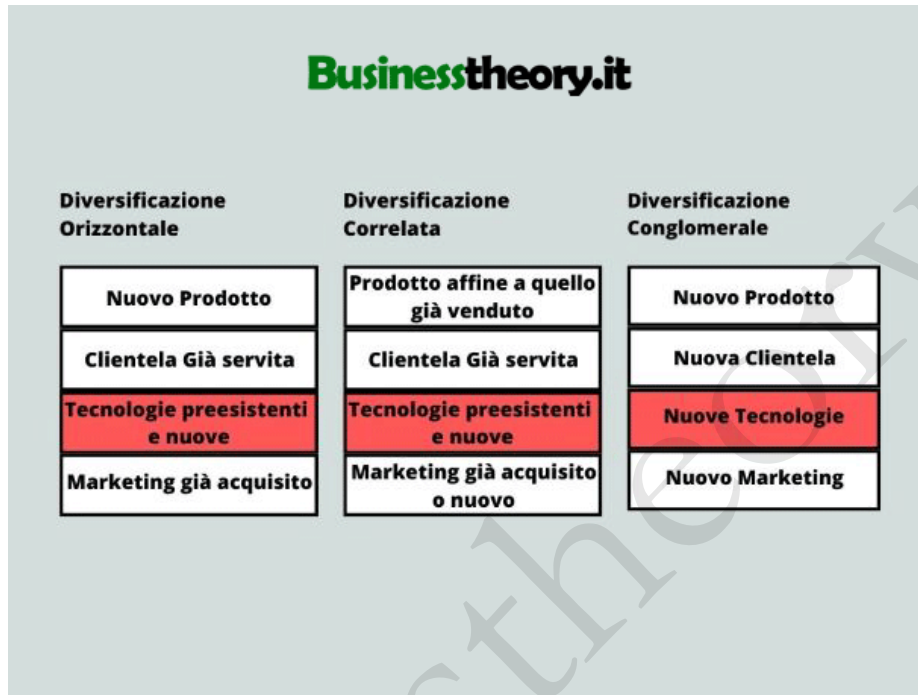 Businesstheory.it
Diversificazione
Orizzontale
Nuovo Prodotto
Clientela Già servita
Tecnologie preesistenti
e nuove
Marketing già acquisito
Diversificazione
Correlata
Prodotto affine a quello
già venduto
Clientela Già servita
Tecnologie preesistenti
e nuove
Marketing già acquisito
o nuovo
Diversificazione
Conglomerale
Nuovo Prodotto
Nuova Clientela
Nuove Tecnologie
Nuovo Marketing
stheory